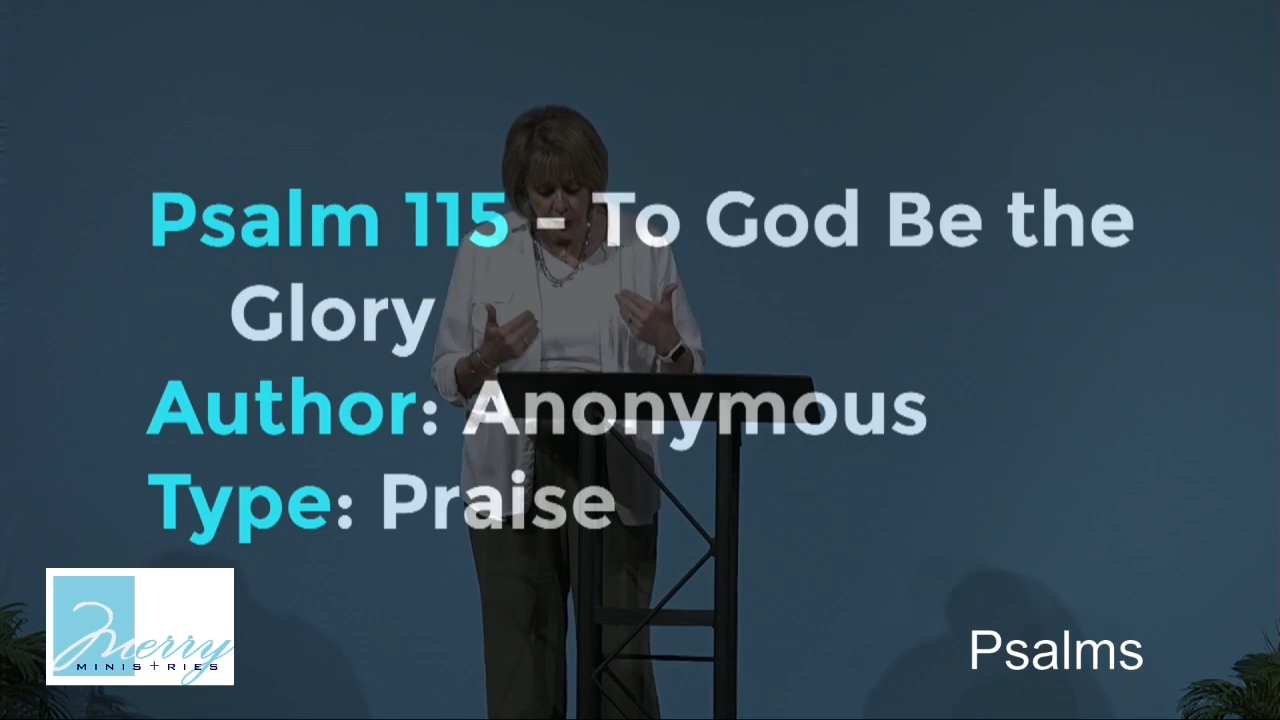 Psalm 115 - To God Be the
Glory
Author: Anonymous
Type: Praise
Merry
MINISTRIES
Psalms